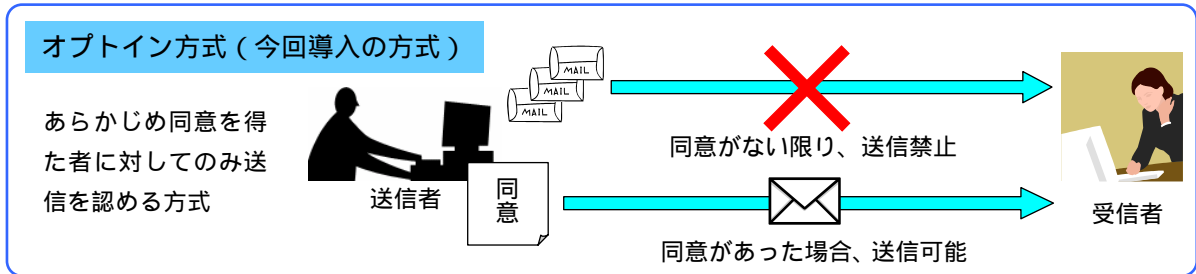 オプトイン方式（今回導入の方式）
あらかじめ同意を得
た者に対してのみ送
信を認める方式
MAIL
MAIL
MAIL
同意がない限り、送信禁止
送信者
同意
受信者
同意があった場合、送信可能